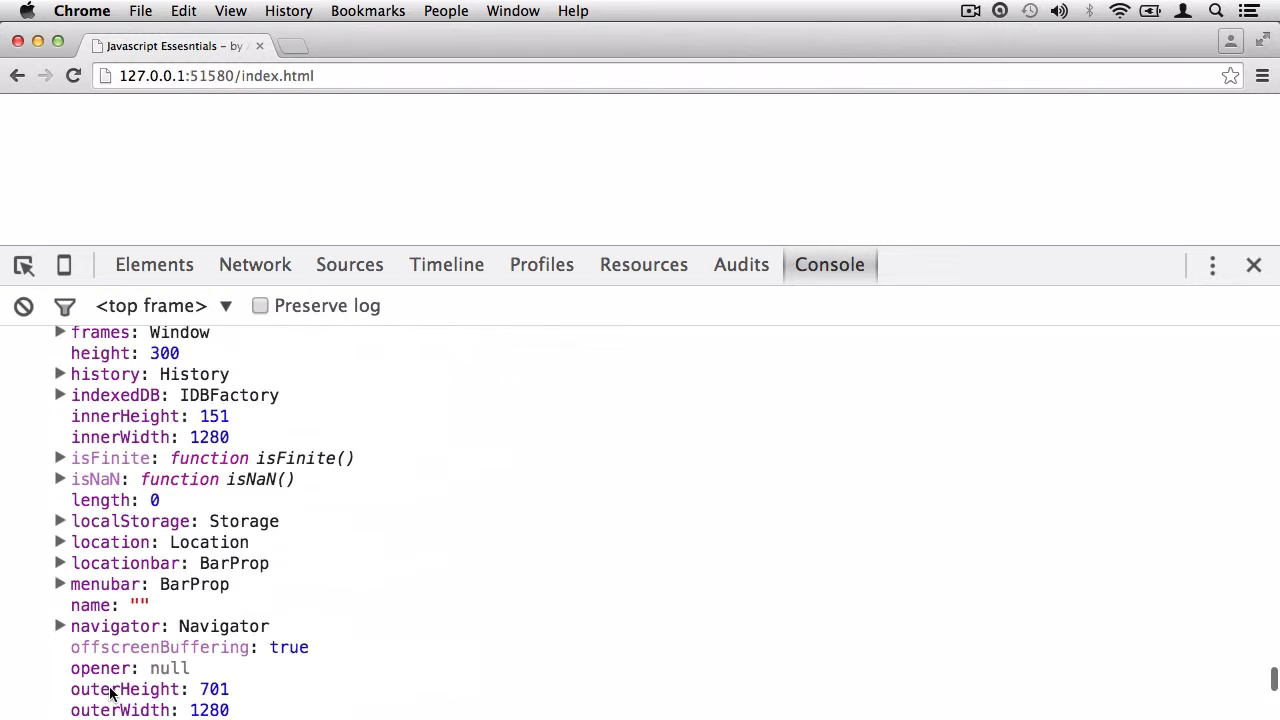 Chrome File Edit View History Bookmarks People Window Help
Javascript Essesntials – by
127.0.0.1:51580/index.html
Elements Network Sources Timeline Profiles Resources Audits Console
<top frame> Preserve log
frames: Window
height: 300
history: History
indexedDB: IDBFactory
innerHeight: 151
innerWidth: 1280
isFinite: function isFinite()
isNaN: function isNaN()
length: 0
localStorage: Storage
location: Location
locationbar: BarProp
menubar: BarProp
name: ""
navigator: Navigator
offscreenBuffering: true
opener: null
outerHeight: 701
outerWidth: 1280